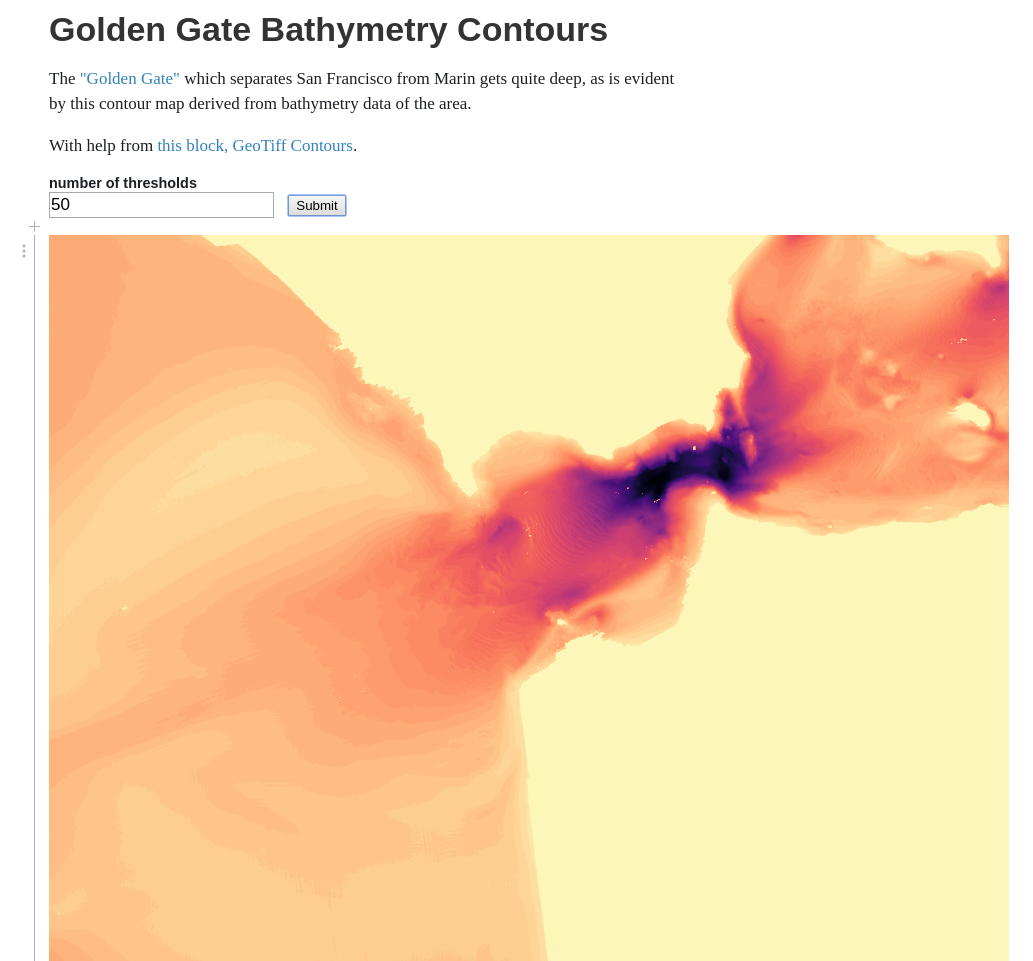 Golden Gate Bathymetry Contours
The "Golden Gate" which separates San Francisco from Marin gets quite deep, as is evident
by this contour map derived from bathymetry data of the area.
With help from this block, GeoTiff Contours.
number of thresholds
50 Submit